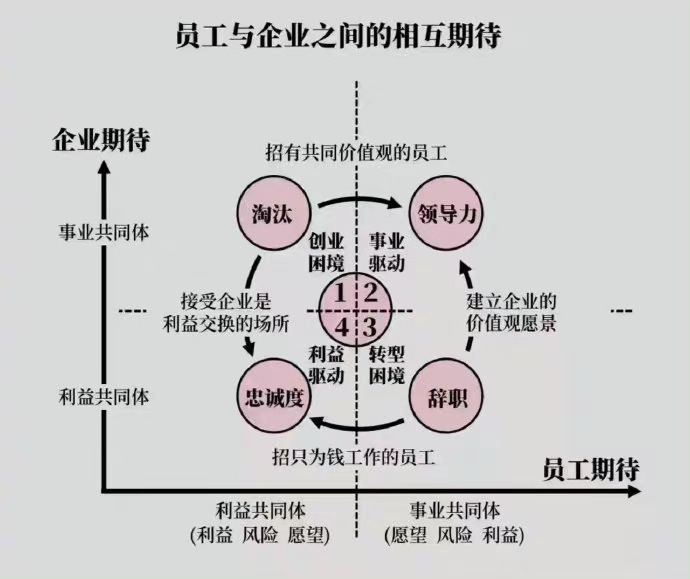 员工与企业之间的相互期待
企业期待
招有共同价值观的员工
淘汰
领导力
事业共同体
创业
困境
事业
驱动
1
2
接受企业是
利益交换的场所
建立企业的
价值观愿景
4
3
利益
驱动
转型
困境
利益共同体
忠诚度
辞职
招只为钱工作的员工
员工期待
利益共同体
(利益 风险 愿望)
事业共同体
(愿望 风险 利益)